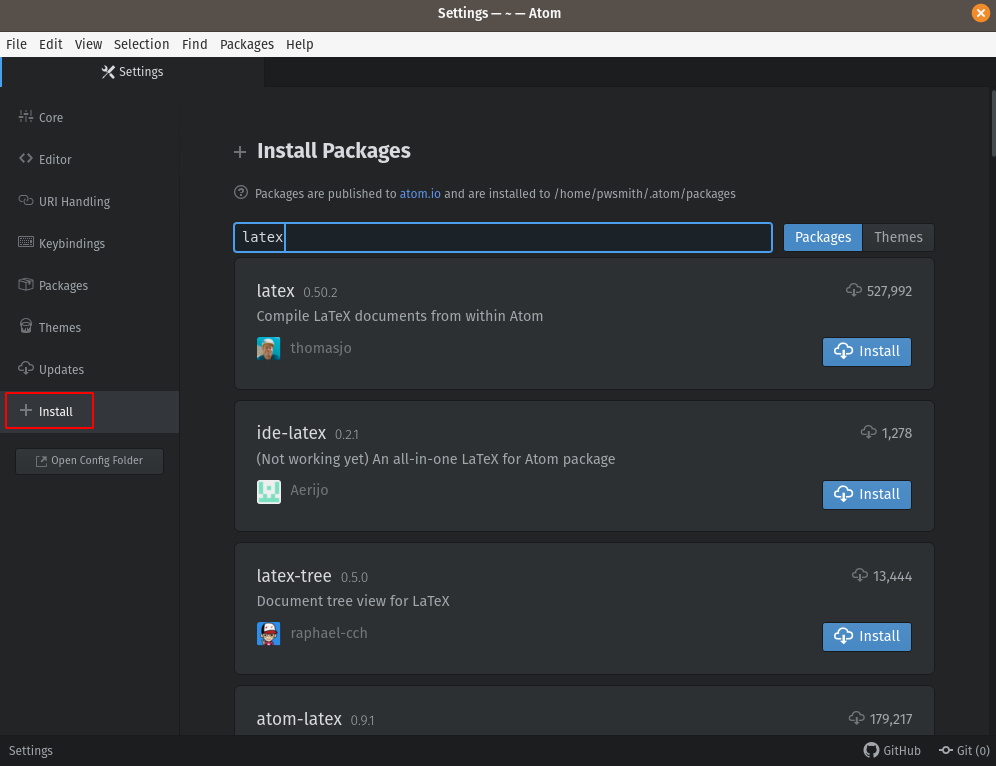 Settings — ~ — Atom
File Edit View Selection Find Packages Help
Settings
Core
Editor
URI Handling
Keybindings
Packages
Themes
Updates
Install
Open Config Folder
Install Packages
Packages are published to atom.io and are installed to /home/pwsmith/.atom/packages
latex
Packages Themes
latex 0.50.2 527,992
Compile LaTeX documents from within Atom
thomasjo
Install
ide-latex 0.2.1 1,278
(Not working yet) An all-in-one LaTeX for Atom package
Aerijo
Install
latex-tree 0.5.0 13,444
Document tree view for LaTeX
raphael-cch
Install
atom-latex 0.9.1 179,217
Settings GitHub Git (0)